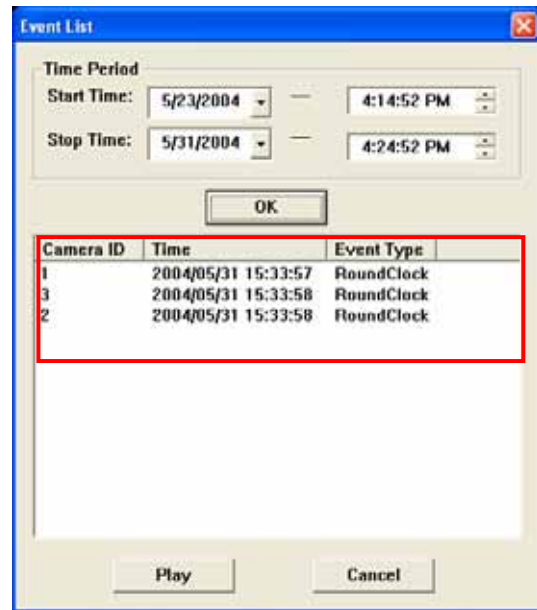 Event List
Time Period
Start Time: 5/23/2004 — 4:14:52 PM
Stop Time: 5/31/2004 — 4:24:52 PM
OK
Camera ID Time Event Type
1 2004/05/31 15:33:57 RoundClock
3 2004/05/31 15:33:58 RoundClock
2 2004/05/31 15:33:58 RoundClock
Play Cancel